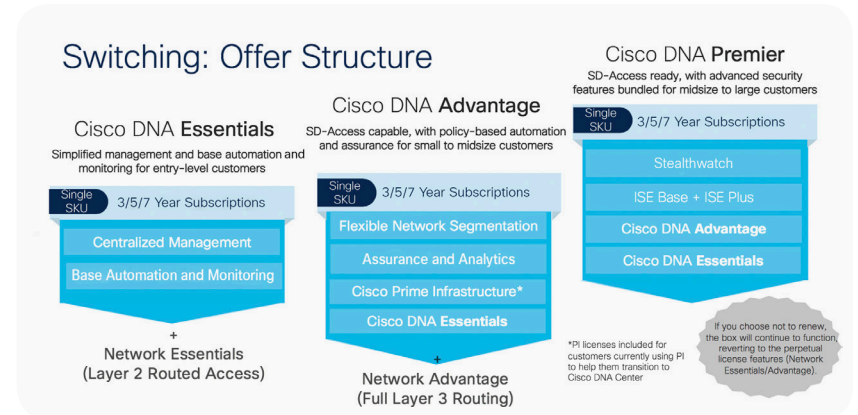 Switching: Offer Structure
Cisco DNA Essentials
Simplified management and base automation and
monitoring for entry-level customers
Single
SKU
3/5/7 Year Subscriptions
Centralized Management
Base Automation and Monitoring
+
Network Essentials
(Layer 2 Routed Access)
Cisco DNA Advantage
SD-Access capable, with policy-based automation
and assurance for small to midsize customers
Single
SKU
3/5/7 Year Subscriptions
Flexible Network Segmentation
Assurance and Analytics
Cisco Prime Infrastructure*
Cisco DNA Essentials
+
Network Advantage
(Full Layer 3 Routing)
Cisco DNA Premier
SD-Access ready, with advanced security
features bundled for midsize to large customers
Single
SKU
3/5/7 Year Subscriptions
Stealthwatch
ISE Base + ISE Plus
Cisco DNA Advantage
Cisco DNA Essentials
*PI licenses included for
customers currently using PI
to help them transition to
Cisco DNA Center
If you choose not to renew,
the box will continue to function,
reverting to the perpetual
license features (Network
Essentials/Advantage).